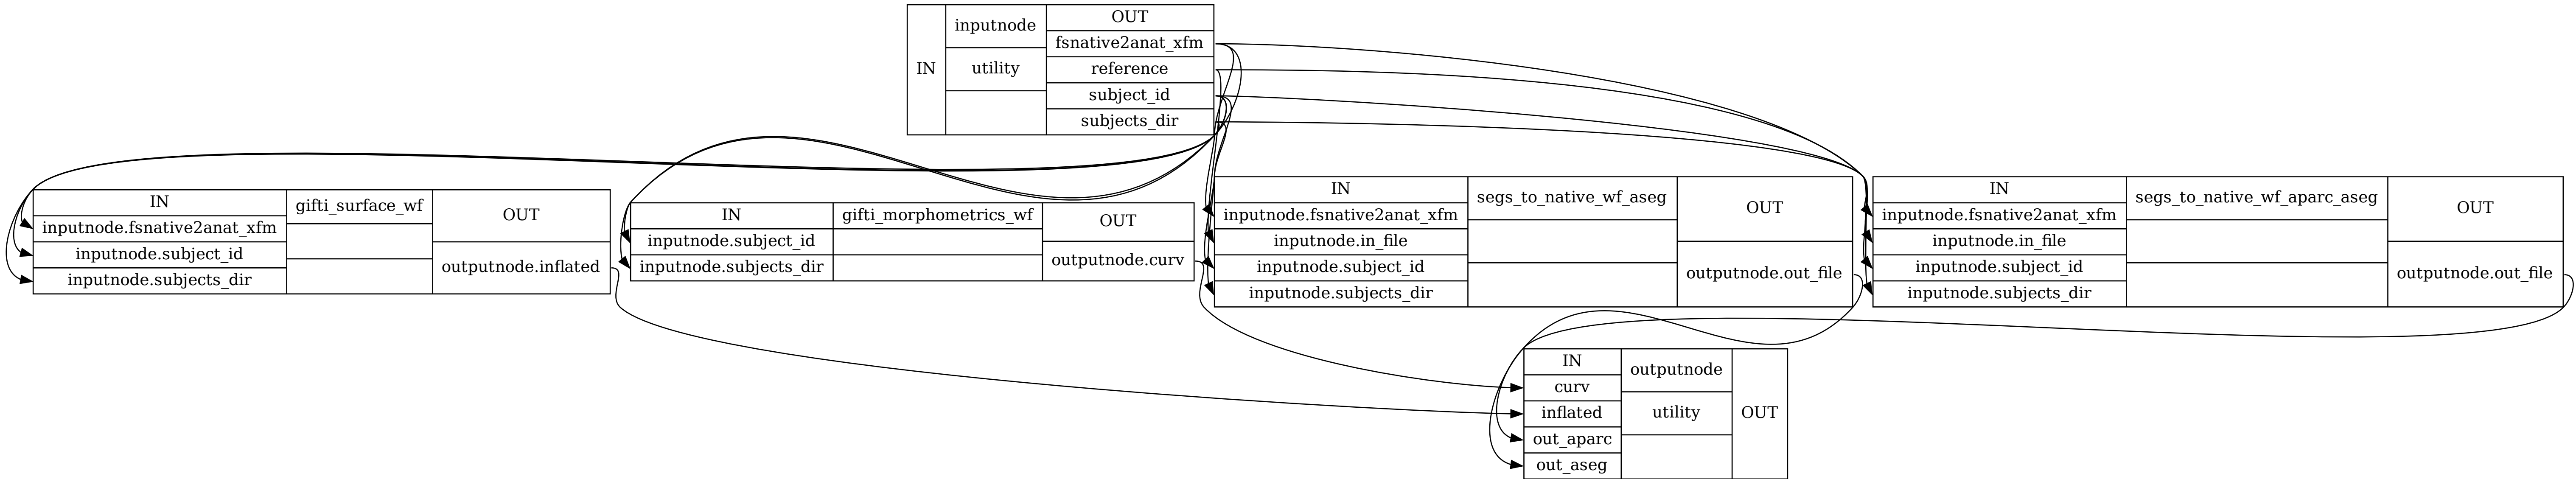 IN
inputnode
utility
OUT
fsnative2anat_xfm
reference
subject_id
subjects_dir
IN
inputnode.fsnative2anat_xfm
inputnode.subject_id
inputnode.subjects_dir
gifti_surface_wf
OUT
outputnode.inflated
IN
inputnode.subject_id
inputnode.subjects_dir
gifti_morphometrics_wf
OUT
outputnode.curv
IN
inputnode.fsnative2anat_xfm
inputnode.in_file
inputnode.subject_id
inputnode.subjects_dir
segs_to_native_wf_aseg
OUT
outputnode.out_file
IN
inputnode.fsnative2anat_xfm
inputnode.in_file
inputnode.subject_id
inputnode.subjects_dir
segs_to_native_wf_aparc_aseg
OUT
outputnode.out_file
IN
curv
inflated
out_aparc
out_aseg
outputnode
utility
OUT